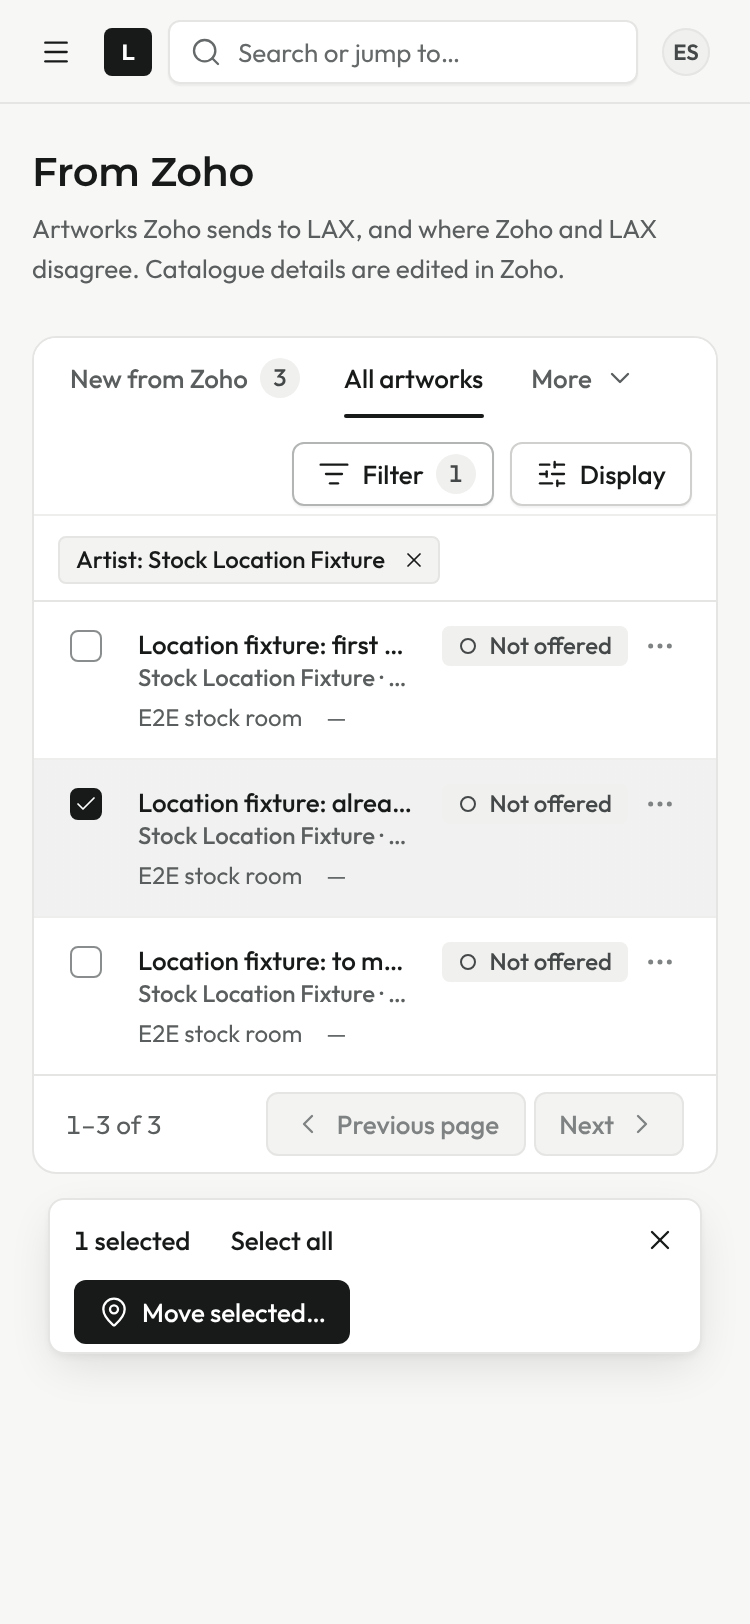 L
Search or jump to...
ES
From Zoho
Artworks Zoho sends to LAX, and where Zoho and LAX
disagree. Catalogue details are edited in Zoho.
New from Zoho 3
All artworks
More
Filter 1
Display
Artist: Stock Location Fixture
Location fixture: first ...
Not offered
Stock Location Fixture · ...
E2E stock room —
Location fixture: alrea...
Not offered
Stock Location Fixture · ...
E2E stock room —
Location fixture: to m...
Not offered
Stock Location Fixture · ...
E2E stock room —
1–3 of 3
Previous page
Next
1 selected
Select all
Move selected...